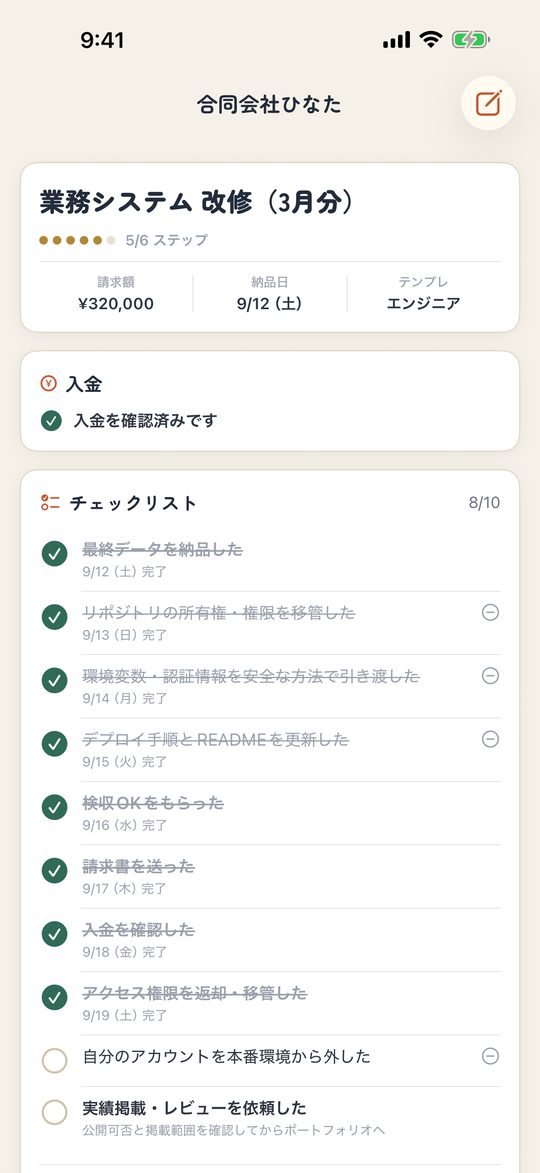 9:41
合同会社ひなた
業務システム 改修（3月分）
5/6 ステップ
請求額
納品日
テンプレ
¥320,000
9/12（土）
エンジニア
入金
入金を確認済みです
チェックリスト
8/10
最終データを納品した
9/12（土）完了
リポジトリの所有権・権限を移管した
9/13（日）完了
環境変数・認証情報を安全な方法で引き渡した
9/14（月）完了
デプロイ手順とREADMEを更新した
9/15（火）完了
検収OKをもらった
9/16（水）完了
請求書を送った
9/17（木）完了
入金を確認した
9/18（金）完了
アクセス権限を返却・移管した
9/19（土）完了
自分のアカウントを本番環境から外した
実績掲載・レビューを依頼した
公開可否と掲載範囲を確認してからポートフォリオへ